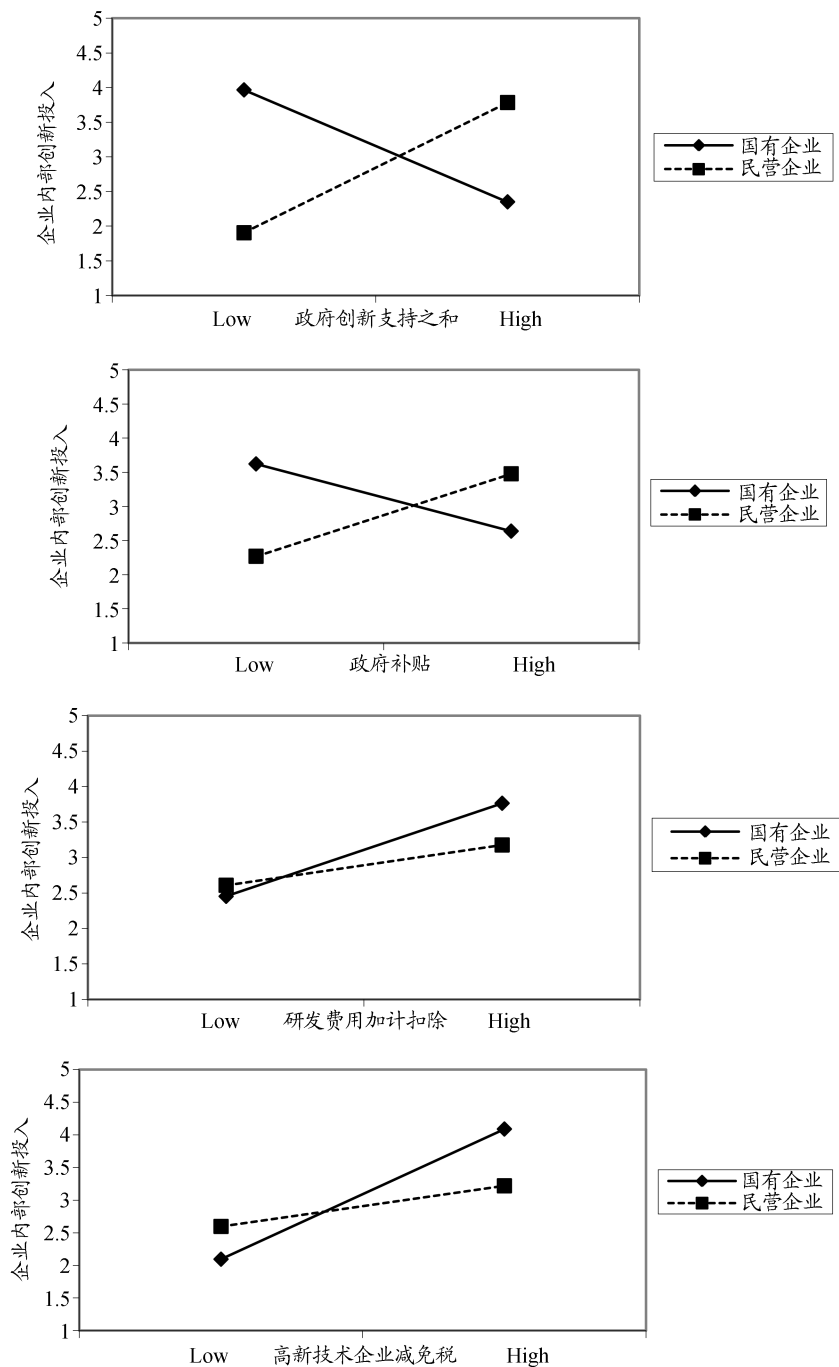 5
4.5
4
3.5
3
2.5
2
1.5
1
企业内部创新投入
Low 政府创新支持之和 High
国有企业
民营企业
5
4.5
4
3.5
3
2.5
2
1.5
1
企业内部创新投入
Low 政府补贴 High
国有企业
民营企业
5
4.5
4
3.5
3
2.5
2
1.5
1
企业内部创新投入
Low 研发费用加计扣除 High
国有企业
民营企业
5
4.5
4
3.5
3
2.5
2
1.5
1
企业内部创新投入
Low 高新技术企业减免税 High
国有企业
民营企业